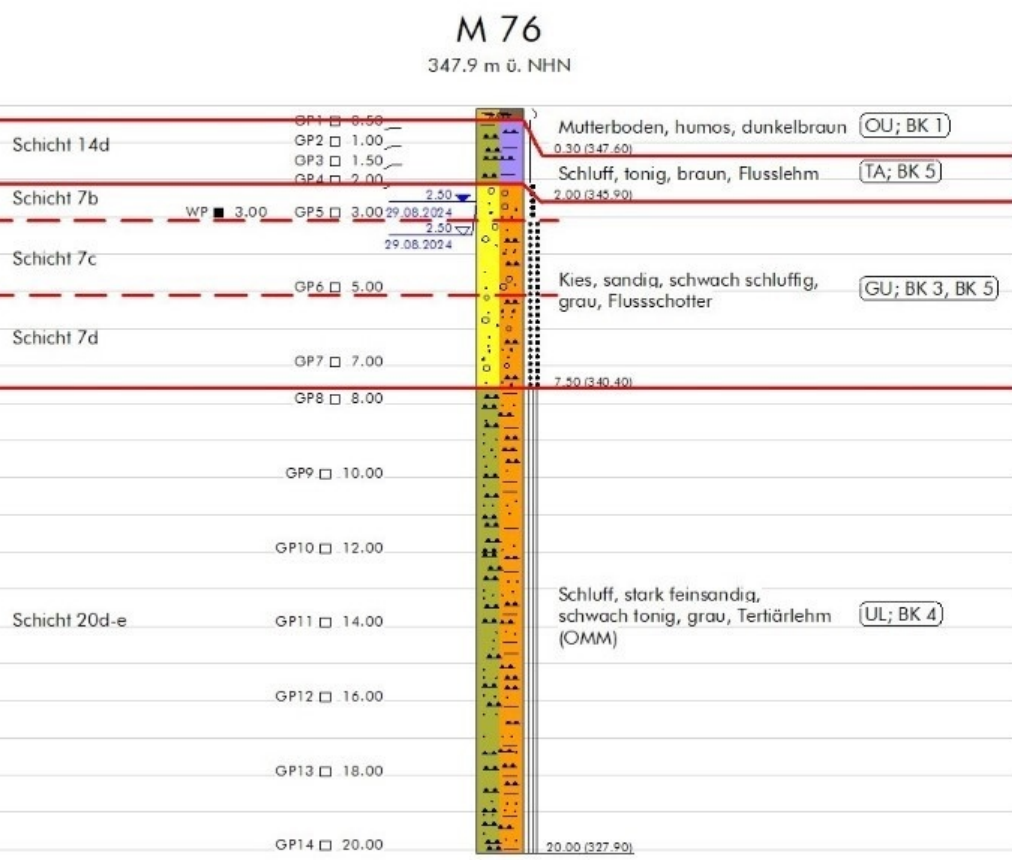 M 76
347.9 m ü. NHN
GP1 □ 0.50
Mutterboden, humos, dunkelbraun
OU; BK 1
Schicht 14d
GP2 □ 1.00
0.30 (347.60)
GP3 □ 1.50
Schluff, tonig, braun, Flusslehm
TA; BK 5
GP4 □ 2.00
Schicht 7b
2.50
2.00 (345.90)
WP ■ 3.00
GP5 □ 3.00
29.08.2024
2.50
29.08.2024
Schicht 7c
GP6 □ 5.00
Kies, sandig, schwach schluffig,
grau, Flussschotter
GU; BK 3, BK 5
Schicht 7d
GP7 □ 7.00
7.50 (340.40)
GP8 □ 8.00
GP9 □ 10.00
GP10 □ 12.00
Schluff, stark feinsandig,
schwach tonig, grau, Tertiärlehm
(OMM)
UL; BK 4
Schicht 20d-e
GP11 □ 14.00
GP12 □ 16.00
GP13 □ 18.00
GP14 □ 20.00
20.00 (327.90)